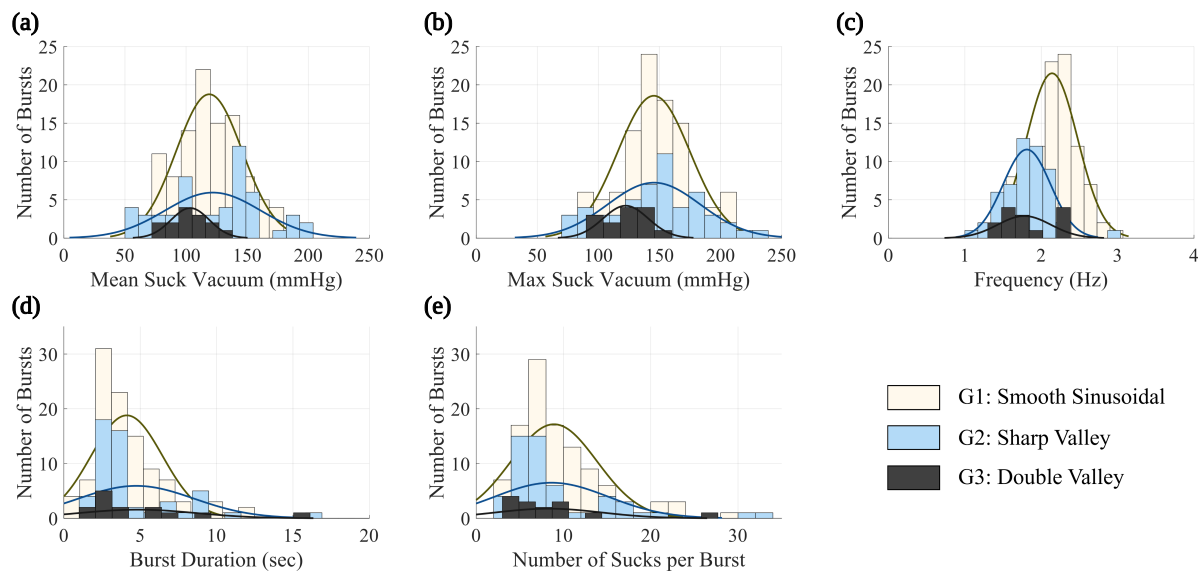 (a)
(b)
(c)
25
20
15
10
5
0
Number of Bursts
0
50
100
150
200
250
Mean Suck Vacuum (mmHg)
25
20
15
10
5
0
Number of Bursts
0
50
100
150
200
250
Max Suck Vacuum (mmHg)
25
20
15
10
5
0
Number of Bursts
0
1
2
3
4
Frequency (Hz)
(d)
(e)
30
20
10
0
Number of Bursts
0
5
10
15
20
Burst Duration (sec)
30
20
10
0
Number of Bursts
0
10
20
30
Number of Sucks per Burst
G1: Smooth Sinusoidal
G2: Sharp Valley
G3: Double Valley